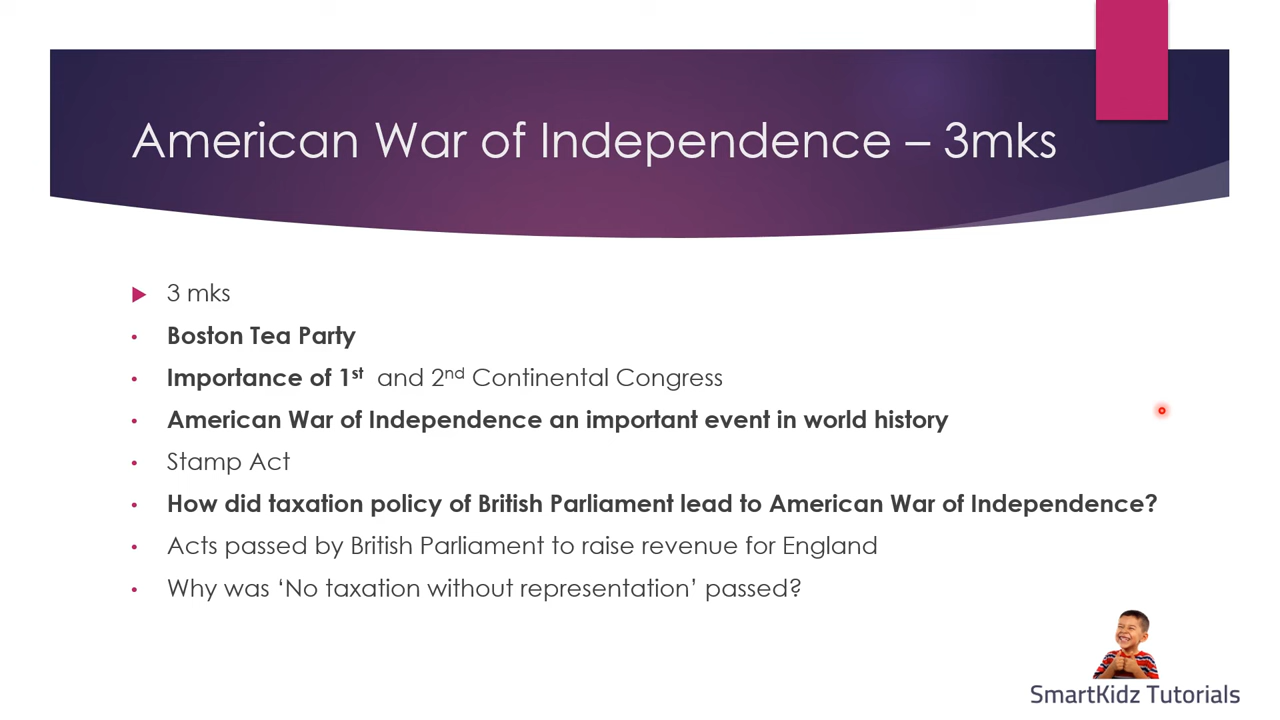 American War of Independence – 3mks
3 mks
Boston Tea Party
Importance of 1st and 2nd Continental Congress
American War of Independence an important event in world history
Stamp Act
How did taxation policy of British Parliament lead to American War of Independence?
Acts passed by British Parliament to raise revenue for England
Why was ‘No taxation without representation’ passed?
SmartKidz Tutorials